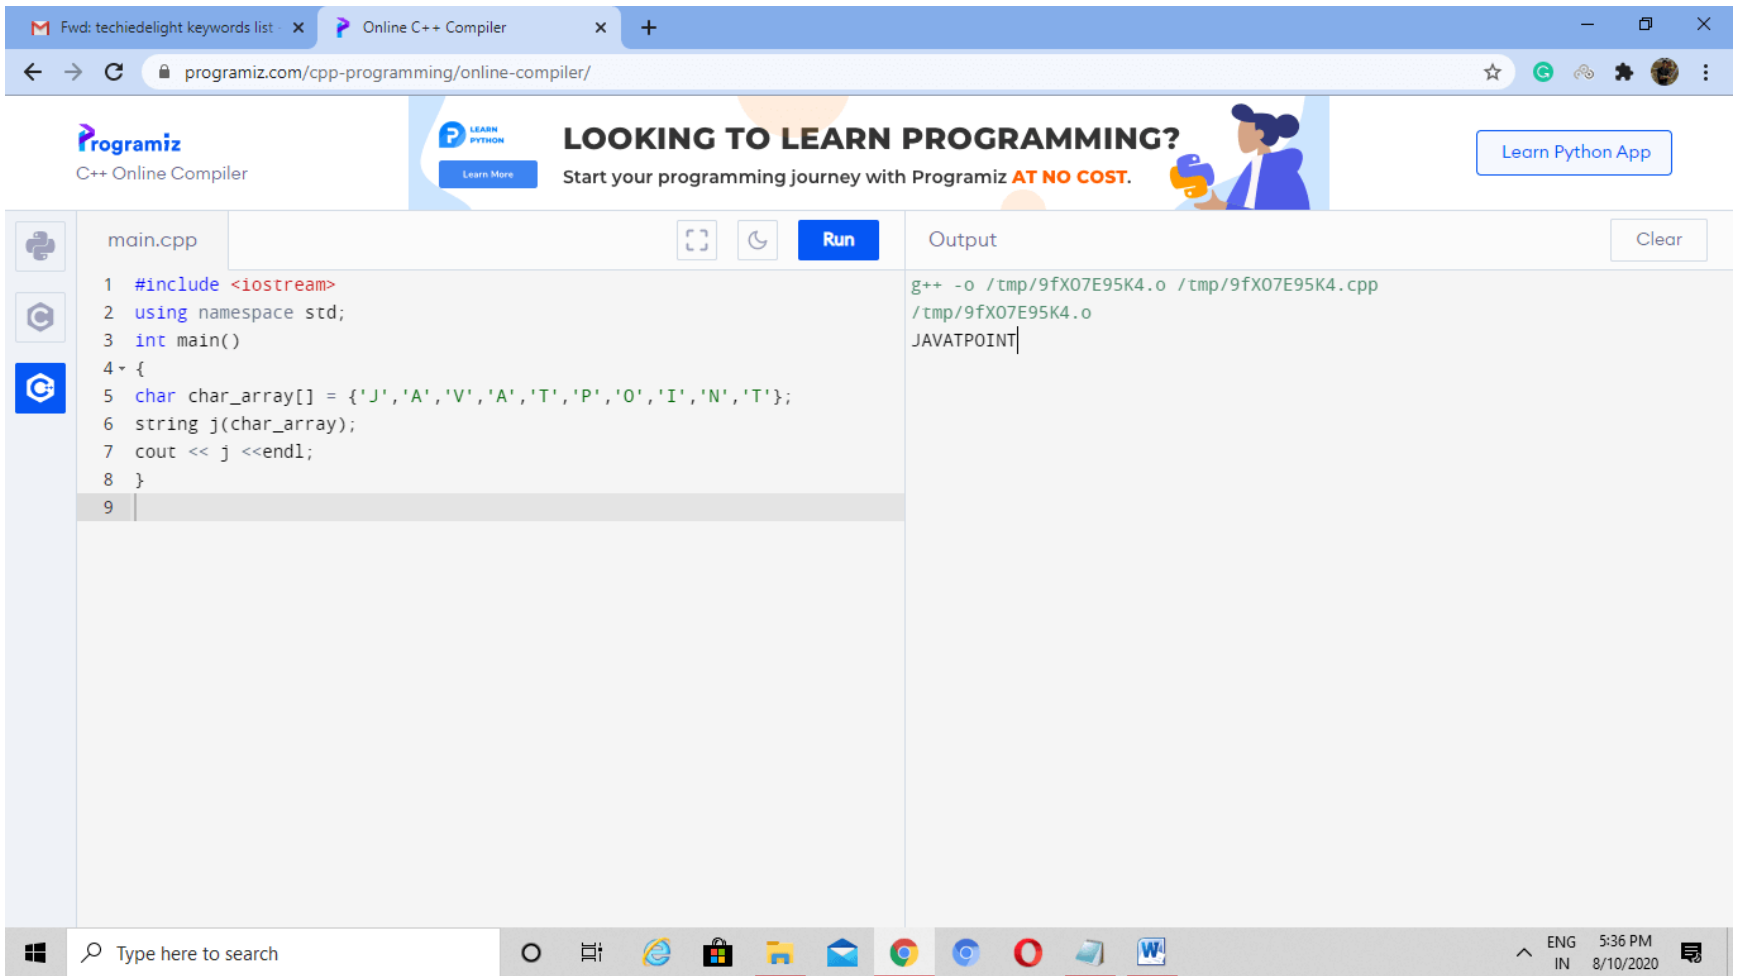 Fwd: techiedelight keywords list -
Online C++ Compiler
programiz.com/cpp-programming/online-compiler/
Programiz
C++ Online Compiler
LEARN
PYTHON
Learn More
LOOKING TO LEARN PROGRAMMING?
Start your programming journey with Programiz AT NO COST.
Learn Python App
main.cpp
Run
Output
Clear
1 #include <iostream>
2 using namespace std;
3 int main()
4 {
5 char char_array[] = {'J','A','V','A','T','P','O','I','N','T'};
6 string j(char_array);
7 cout << j <<endl;
8 }
9
g++ -o /tmp/9fXO7E95K4.o /tmp/9fXO7E95K4.cpp
/tmp/9fXO7E95K4.o
JAVATPOINT
Type here to search
ENG
IN
5:36 PM
8/10/2020